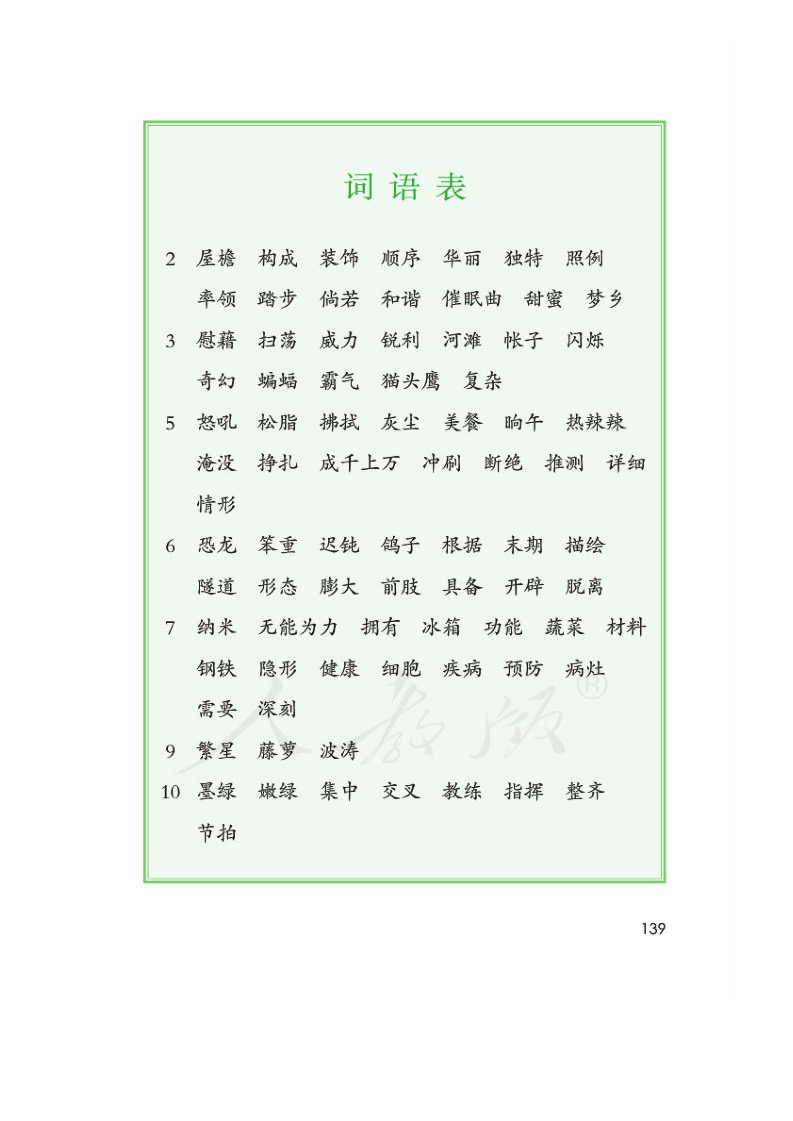 词语表
2 屋檐 构成 装饰 顺序 华丽 独特 照例
率领 踏步 倘若 和谐 催眠曲 甜蜜 梦乡
3 慰藉 扫荡 威力 锐利 河滩 帐子 闪烁
奇幻 蝙蝠 霸气 猫头鹰 复杂
5 怒吼 松脂 拂拭 灰尘 美餐 晌午 热辣辣
淹没 挣扎 成千上万 冲刷 断绝 推测 详细
情形
6 恐龙 笨重 迟钝 鸽子 根据 末期 描绘
隧道 形态 膨大 前肢 具备 开辟 脱离
7 纳米 无能为力 拥有 冰箱 功能 蔬菜 材料
钢铁 隐形 健康 细胞 疾病 预防 病灶
需要 深刻
9 繁星 藤萝 波涛
10 墨绿 嫩绿 集中 交叉 教练 指挥 整齐
节拍
人教版®
139